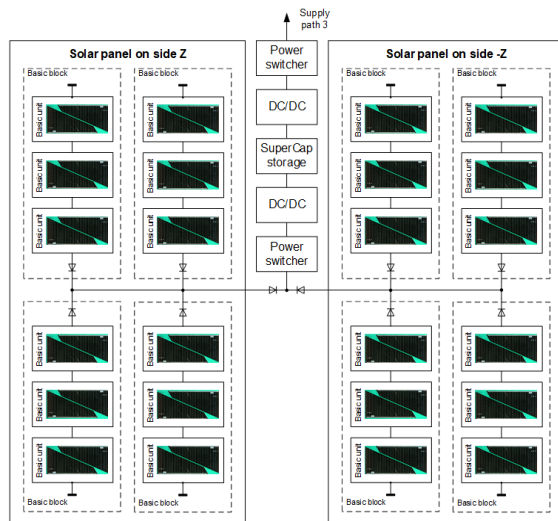 Supply
path 3
Solar panel on side Z
Basic block
Basic block
Basic unit
Basic unit
Basic unit
Basic unit
Basic unit
Basic unit
Basic unit
Basic unit
Basic unit
Basic unit
Basic unit
Basic unit
Basic block
Basic block
Power
switcher
DC/DC
SuperCap
storage
DC/DC
Power
switcher
Solar panel on side -Z
Basic block
Basic block
Basic unit
Basic unit
Basic unit
Basic unit
Basic unit
Basic unit
Basic unit
Basic unit
Basic unit
Basic unit
Basic unit
Basic unit
Basic block
Basic block